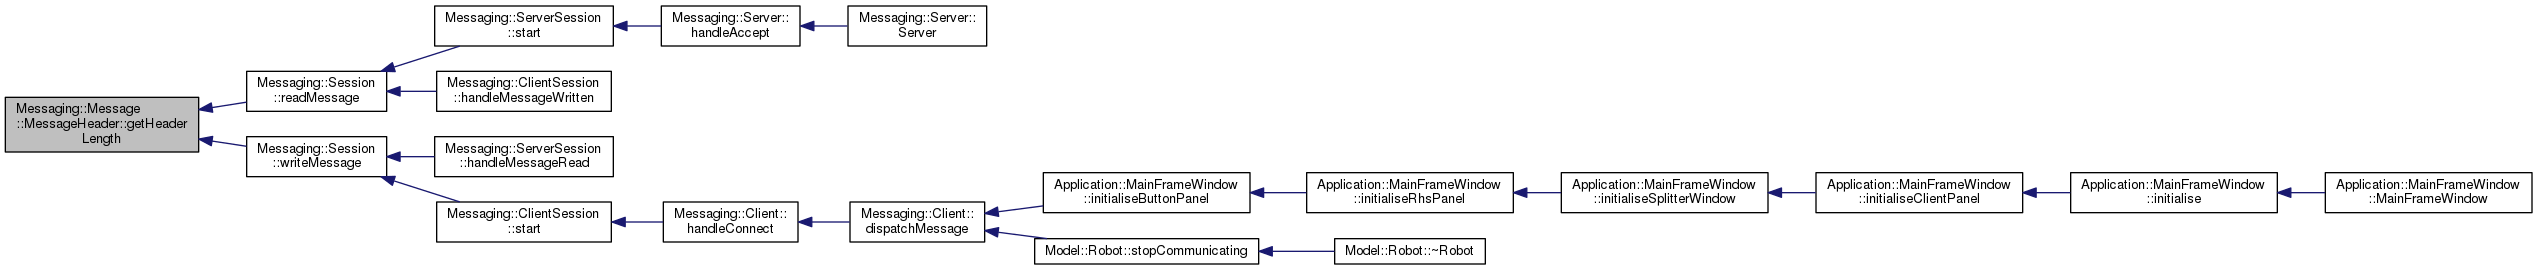 Messaging::ServerSession
::start
Messaging::Server::
handleAccept
Messaging::Server::
Server
Messaging::Session
::readMessage
Messaging::ClientSession
::handleMessageWritten
Messaging::Message
::MessageHeader::getHeader
Length
Messaging::Session
::writeMessage
Messaging::ServerSession
::handleMessageRead
Messaging::ClientSession
::start
Messaging::Client::
handleConnect
Messaging::Client::
dispatchMessage
Application::MainFrameWindow
::initialiseButtonPanel
Application::MainFrameWindow
::initialiseRhsPanel
Application::MainFrameWindow
::initialiseSplitterWindow
Application::MainFrameWindow
::initialiseClientPanel
Application::MainFrameWindow
::initialise
Application::MainFrameWindow
::MainFrameWindow
Model::Robot::stopCommunicating
Model::Robot::~Robot